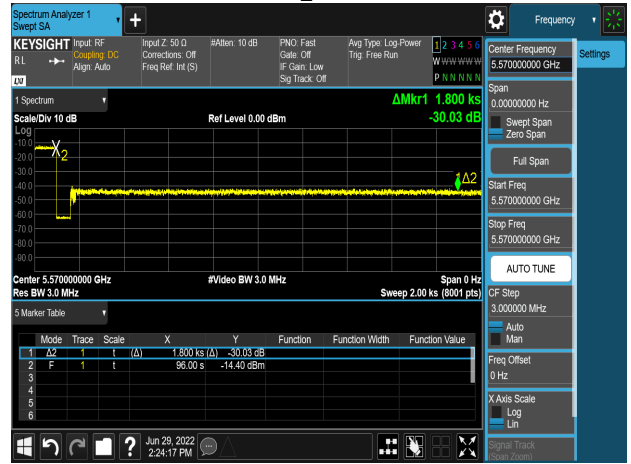 Spectrum Analyzer 1
Swept SA
Frequency
KEYSIGHT
RL
LXI
Input: RF
Coupling: DC
Align: Auto
Input Z: 50 Ω
Corrections: Off
Freq Ref: Int (S)
#Atten: 10 dB
PNO: Fast
Gate: Off
IF Gain: Low
Sig Track: Off
Avg Type: Log-Power
Trig: Free Run
1 2 3 4 5 6
W W W W W W
P N N N N N
1 Spectrum
ΔMkr1 1.800 ks
Scale/Div 10 dB
Ref Level 0.00 dBm
-30.03 dB
Log
-10.0
-20.0
-30.0
-40.0
-50.0
-60.0
-70.0
-80.0
-90.0
2
1Δ2
Center 5.570000000 GHz
#Video BW 3.0 MHz
Span 0 Hz
Res BW 3.0 MHz
Sweep 2.00 ks (8001 pts)
5 Marker Table
Mode Trace Scale X Y Function Function Width Function Value
1 Δ2 1 t (Δ) 1.800 ks (Δ) -30.03 dB
2 F 1 t 96.00 s -14.40 dBm
3
4
5
6
?
Jun 29, 2022
2:24:17 PM
Center Frequency
5.570000000 GHz
Settings
Span
0.00000000 Hz
Swept Span
Zero Span
Full Span
Start Freq
5.570000000 GHz
Stop Freq
5.570000000 GHz
AUTO TUNE
CF Step
3.000000 MHz
Auto
Man
Freq Offset
0 Hz
X Axis Scale
Log
Lin
Signal Track
(Span Zoom)